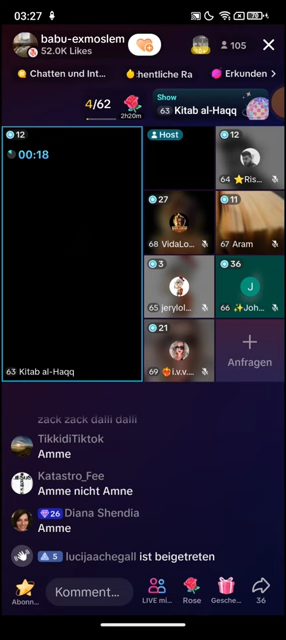 03:27
70
babu-exmoslem
52.0K Likes
105
Chatten und Int...
:hentliche Ra
Erkunden
4/62
2h20m
Show
63 Kitab al-Haqq
12
00:18
63 Kitab al-Haqq
Host
12
64 ⭐Ris...
27
68 VidaLo...
11
67 Aram
3
65 jerylol...
36
J
66 ✨Joh...
21
69 ❤️‍🔥i.v.v....
+
Anfragen
zack zack dalli dalli
TikkidiTiktok
Amme
Katastro_Fee
Amme nicht Amne
26 Diana Shendia
Amme
5 lucijaachegall ist beigetreten
Abonn...
Komment...
LIVE mi...
Rose
Gesche...
36